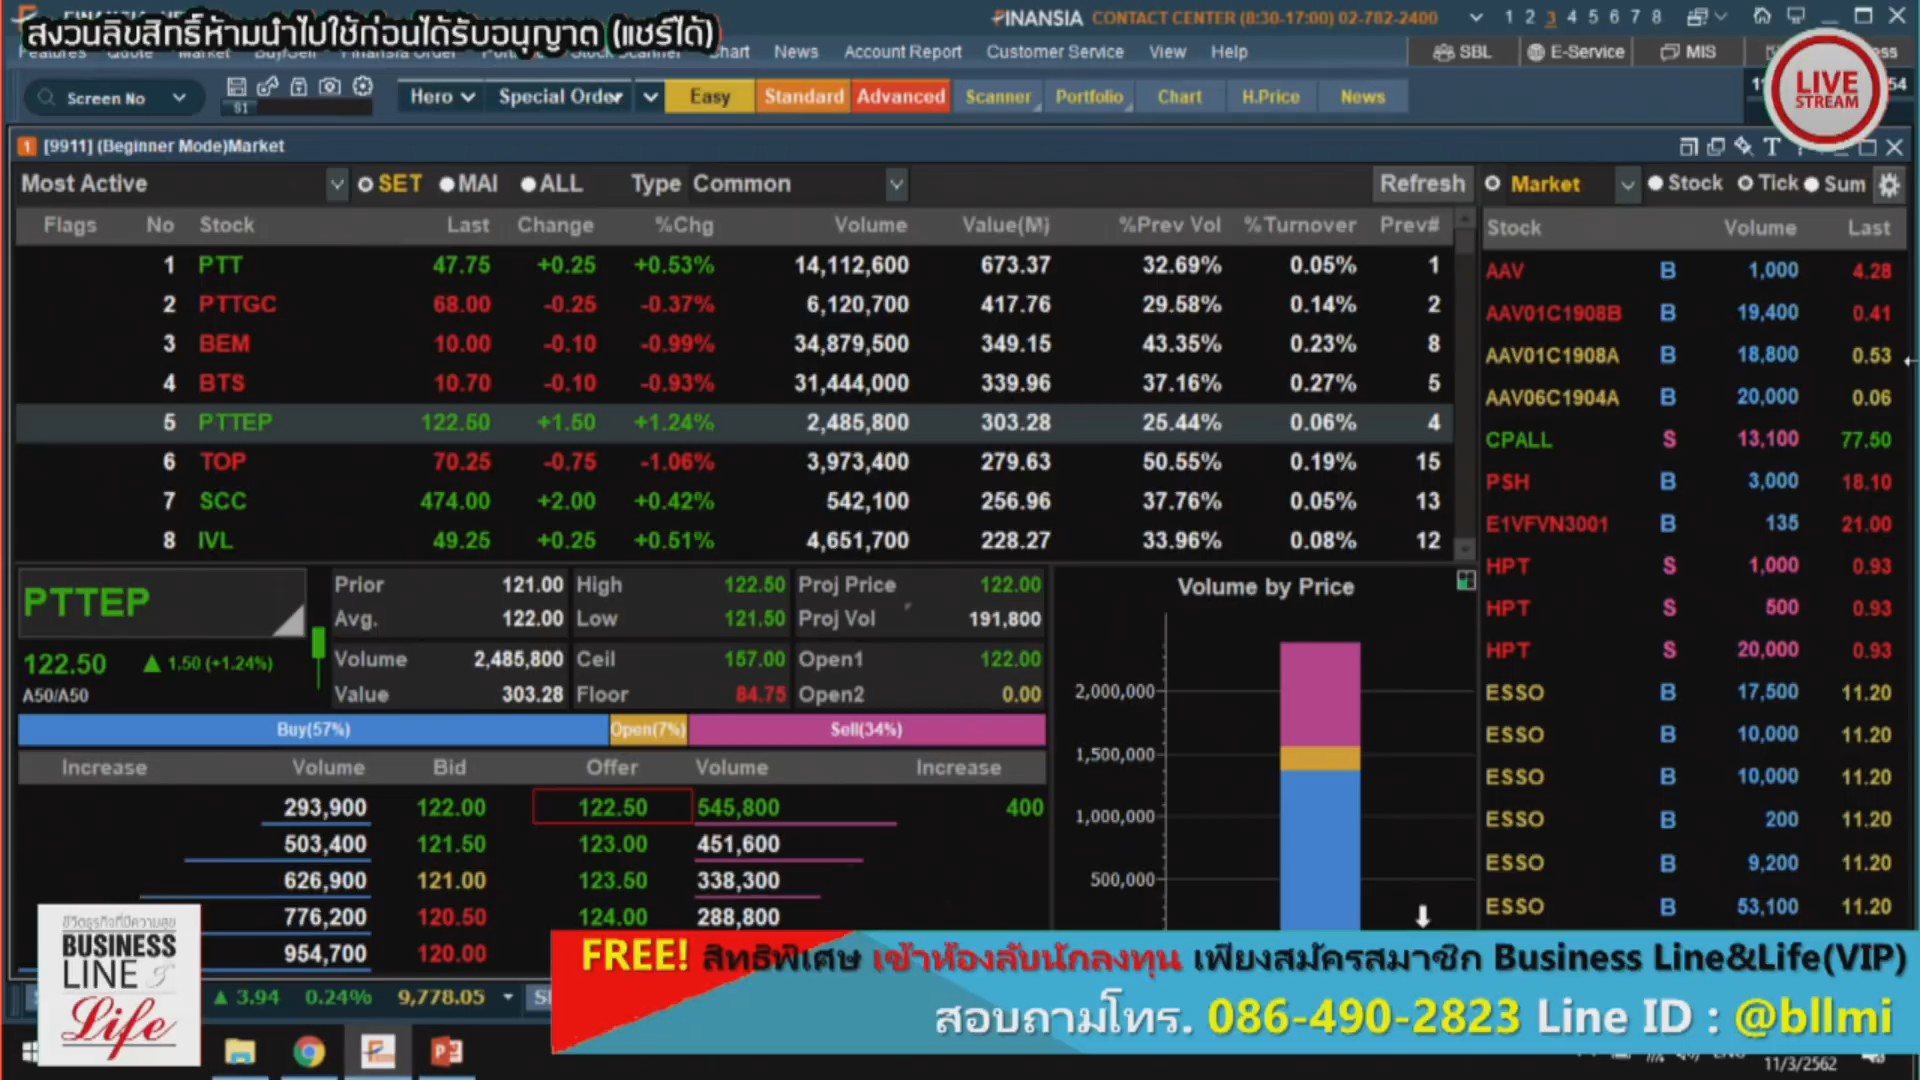 สงวนลิขสิทธิ์ห้ามนำไปใช้ก่อนได้รับอนุญาต (แชร์ได้)
FINANSIA CONTACT CENTER (8:30-17:00) 02-782-2400 1 2 3 4 5 6 7 8
Chart News Account Report Customer Service View Help SBL E-Service MIS
Screen No S1 Hero Special Order Easy Standard Advanced Scanner Portfolio Chart H.Price News
LIVE
STREAM
1 [9911] (Beginner Mode)Market
Most Active SET MAI ALL Type Common Refresh Market Stock Tick Sum
Flags No Stock Last Change %Chg Volume Value(M) %Prev Vol %Turnover Prev#
1 PTT 47.75 +0.25 +0.53% 14,112,600 673.37 32.69% 0.05% 1
2 PTTGC 68.00 -0.25 -0.37% 6,120,700 417.76 29.58% 0.14% 2
3 BEM 10.00 -0.10 -0.99% 34,879,500 349.15 43.35% 0.23% 8
4 BTS 10.70 -0.10 -0.93% 31,444,000 339.96 37.16% 0.27% 5
5 PTTEP 122.50 +1.50 +1.24% 2,485,800 303.28 25.44% 0.06% 4
6 TOP 70.25 -0.75 -1.06% 3,973,400 279.63 50.55% 0.19% 15
7 SCC 474.00 +2.00 +0.42% 542,100 256.96 37.76% 0.05% 13
8 IVL 49.25 +0.25 +0.51% 4,651,700 228.27 33.96% 0.08% 12
Stock Volume Last
AAV B 1,000 4.28
AAV01C1908B B 19,400 0.41
AAV01C1908A B 18,800 0.53
AAV06C1904A B 20,000 0.06
CPALL S 13,100 77.50
PSH B 3,000 18.10
E1VFVN3001 B 135 21.00
HPT S 1,000 0.93
HPT S 500 0.93
HPT S 20,000 0.93
ESSO B 17,500 11.20
ESSO B 10,000 11.20
ESSO B 10,000 11.20
ESSO B 200 11.20
ESSO B 9,200 11.20
ESSO B 53,100 11.20
PTTEP
122.50 ▲ 1.50 (+1.24%)
A50/A50
Prior 121.00 High 122.50 Proj Price 122.00
Avg. 122.00 Low 121.50 Proj Vol 191,800
Volume 2,485,800 Ceil 157.00 Open1 122.00
Value 303.28 Floor 84.75 Open2 0.00
Buy(57%) Open(7%) Sell(34%)
Increase Volume Bid Offer Volume Increase
293,900 122.00 122.50 545,800 400
503,400 121.50 123.00 451,600
626,900 121.00 123.50 338,300
776,200 120.50 124.00 288,800
954,700 120.00
Volume by Price
2,000,000
1,500,000
1,000,000
500,000
ชีวิตธุรกิจที่มีความสุข
BUSINESS
LINE &
Life
▲ 3.94 0.24% 9,778.05
FREE! สิทธิพิเศษ เข้าห้องลับนักลงทุน เพียงสมัครสมาชิก Business Line&Life(VIP)
สอบถามโทร. 086-490-2823 Line ID : @bllmi
11/3/2562